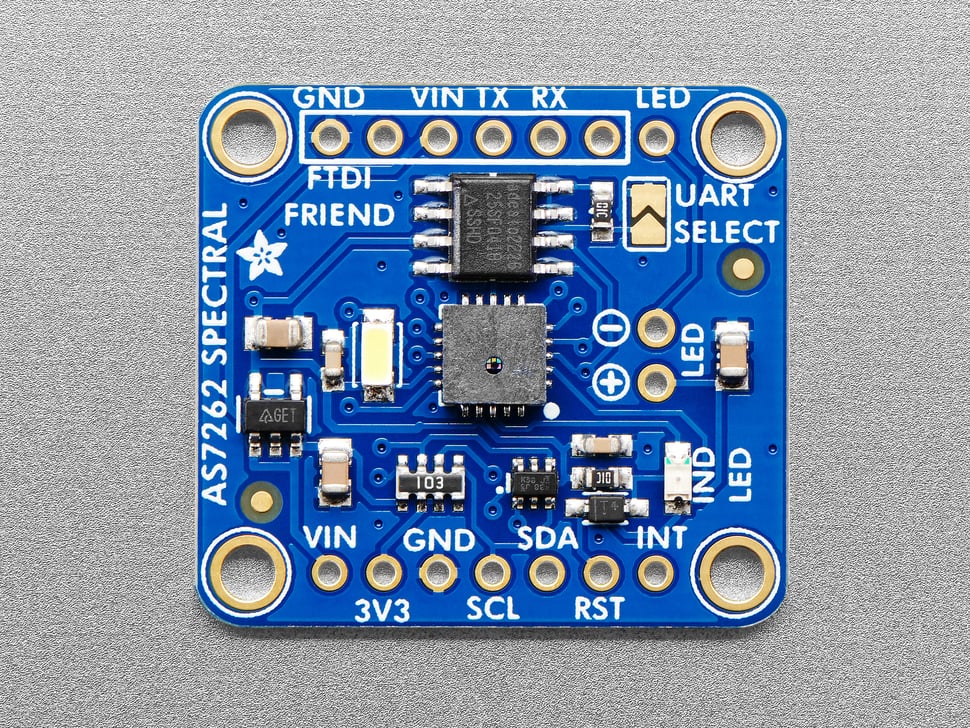 GND VIN TX RX LED
FTDI
FRIEND
UART
SELECT
AS7262 SPECTRAL
LED
GET
103
IND
LED
VIN GND SDA INT
3V3 SCL RST